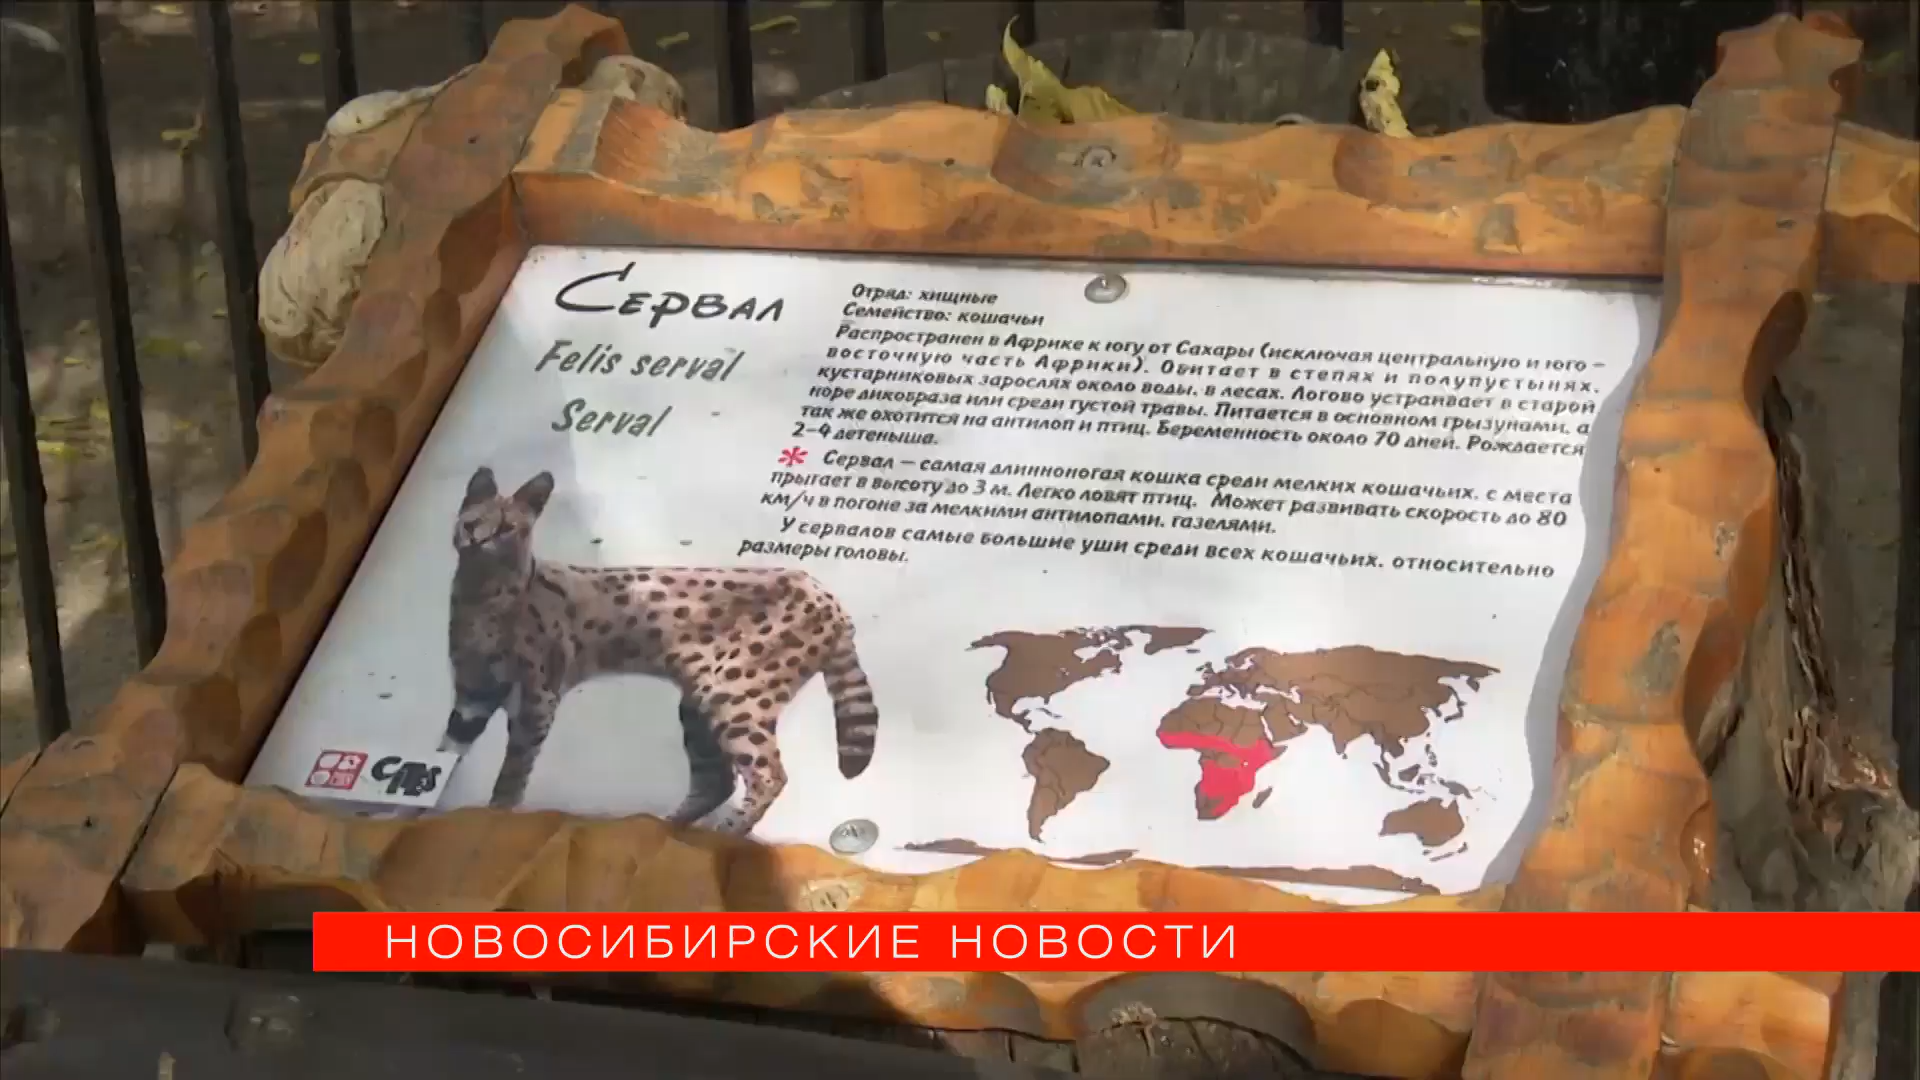 Сервал
Felis serval
Serval
Отряд: хищные
Семейство: кошачьи
Распространен в Африке к югу от Сахары (исключая центральную и юго –
восточную часть Африки). Обитает в степях и полупустынях,
кустарниковых зарослях около воды, в лесах. Логово устраивает в старой
норе дикобраза или среди густой травы. Питается в основном грызунами, а
так же охотится на антилоп и птиц. Беременность около 70 дней. Рождается
2-4 детеныша.
* Сервал – самая длинноногая кошка среди мелких кошачьих, с места
прыгает в высоту до 3 м. Легко ловят птиц. Может развивать скорость до 80
км/ч в погоне за мелкими антилопами, газелями.
У сервалов самые большие уши среди всех кошачьих, относительно
размеры головы.
CITES
НОВОСИБИРСКИЕ НОВОСТИ